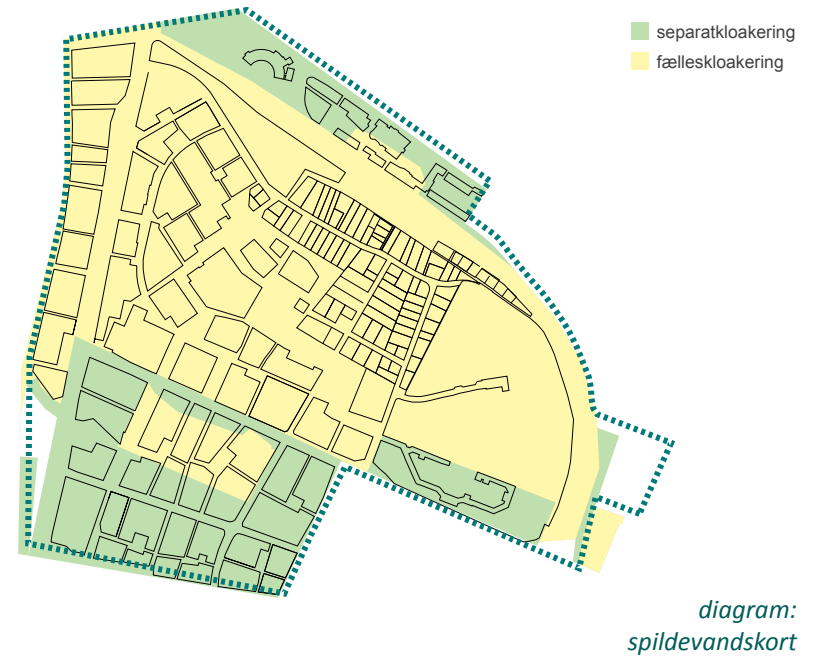 separatkloakering
fælleskloakering
diagram:
spildevandskort